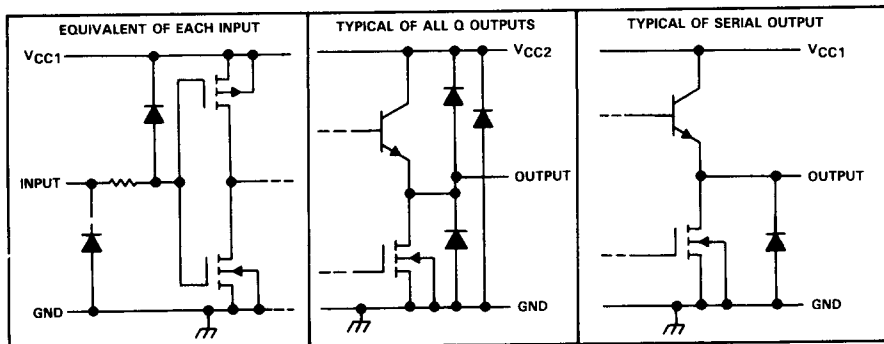 EQUIVALENT OF EACH INPUT
VCC1
INPUT
GND
TYPICAL OF ALL Q OUTPUTS
VCC2
OUTPUT
GND
TYPICAL OF SERIAL OUTPUT
VCC1
OUTPUT
GND